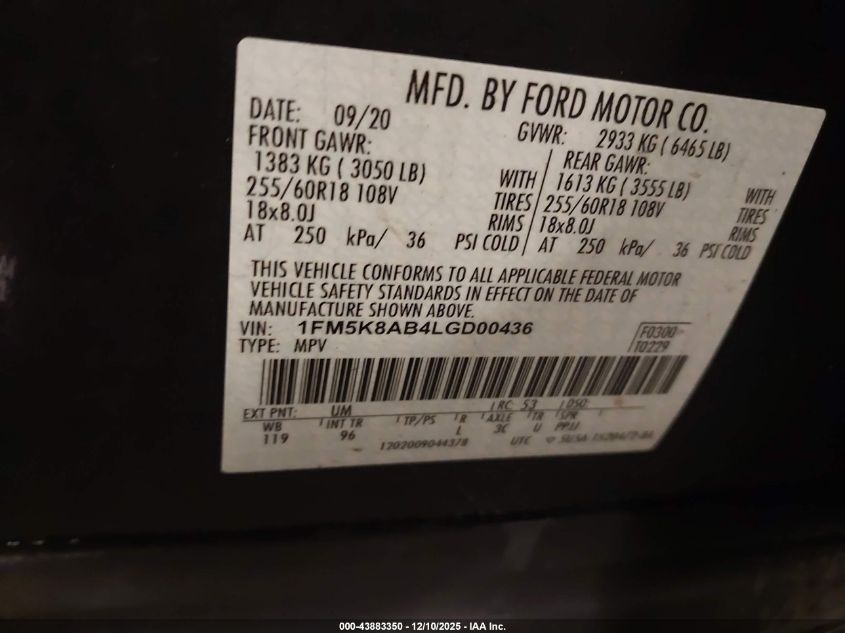 MFD. BY FORD MOTOR CO.
DATE: 09/20
GVWR: 2933 KG ( 6465 LB)
FRONT GAWR:
1383 KG ( 3050 LB) WITH
255/60R18 108V TIRES
18x8.0J RIMS
AT 250 kPa/ 36 PSI COLD
REAR GAWR:
1613 KG ( 3555 LB) WITH
255/60R18 108V TIRES
18x8.0J RIMS
AT 250 kPa/ 36 PSI COLD
THIS VEHICLE CONFORMS TO ALL APPLICABLE FEDERAL MOTOR
VEHICLE SAFETY STANDARDS IN EFFECT ON THE DATE OF
MANUFACTURE SHOWN ABOVE.
VIN: 1FM5K8AB4LGD00436
TYPE: MPV
F0300
T0229
EXT PNT: UM RC: 53 DSO:
WB INT TR TP/PS R AXLE TR SPR
119 96 L 3C U PPJJ
1202009044378 UTC
000-43883350 - 12/10/2025 - IAA Inc.